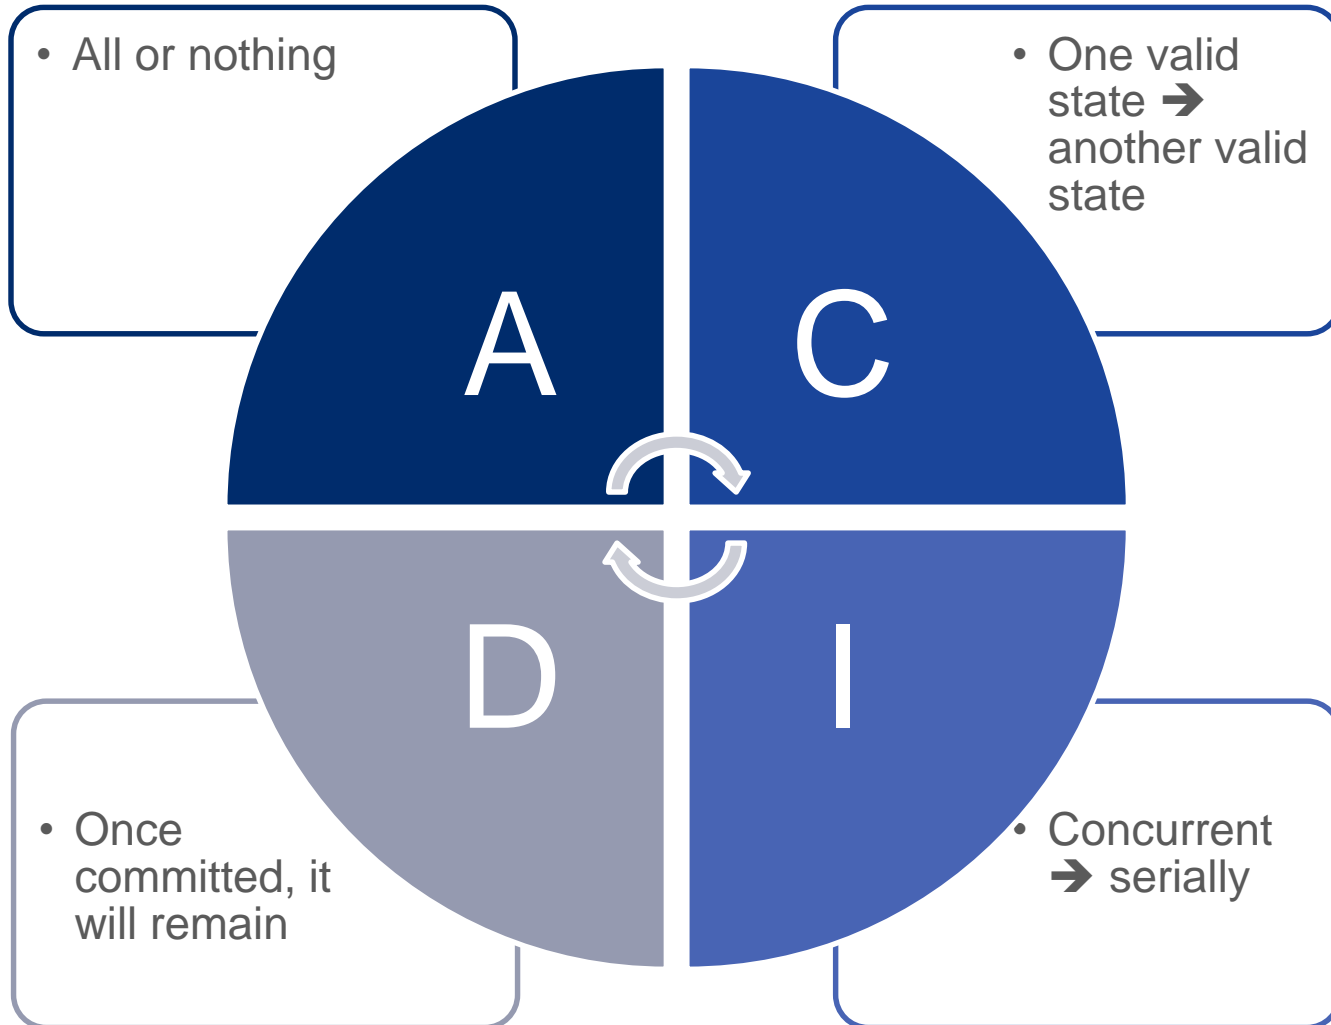 • All or nothing
• One valid
state ➔
another valid
state
A
C
D
I
• Once
committed, it
will remain
• Concurrent
➔ serially